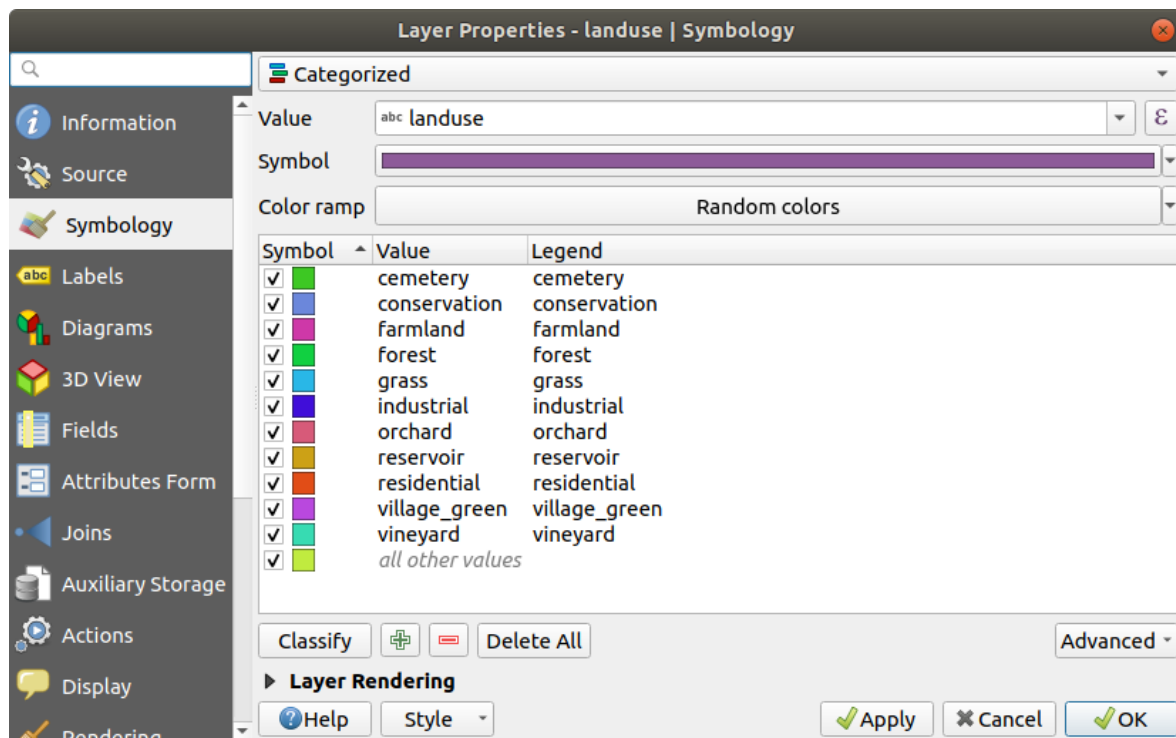 Layer Properties - landuse | Symbology
Categorized
Information
Value abc landuse ε
Source
Symbol
Symbology
Color ramp Random colors
Symbol Value Legend
abc Labels
cemetery cemetery
conservation conservation
Diagrams
farmland farmland
forest forest
3D View
grass grass
industrial industrial
Fields
orchard orchard
reservoir reservoir
Attributes Form
residential residential
village_green village_green
Joins
vineyard vineyard
all other values
Auxiliary Storage
Actions
Classify Delete All Advanced
Display
Layer Rendering
Rendering
Help Style Apply Cancel OK